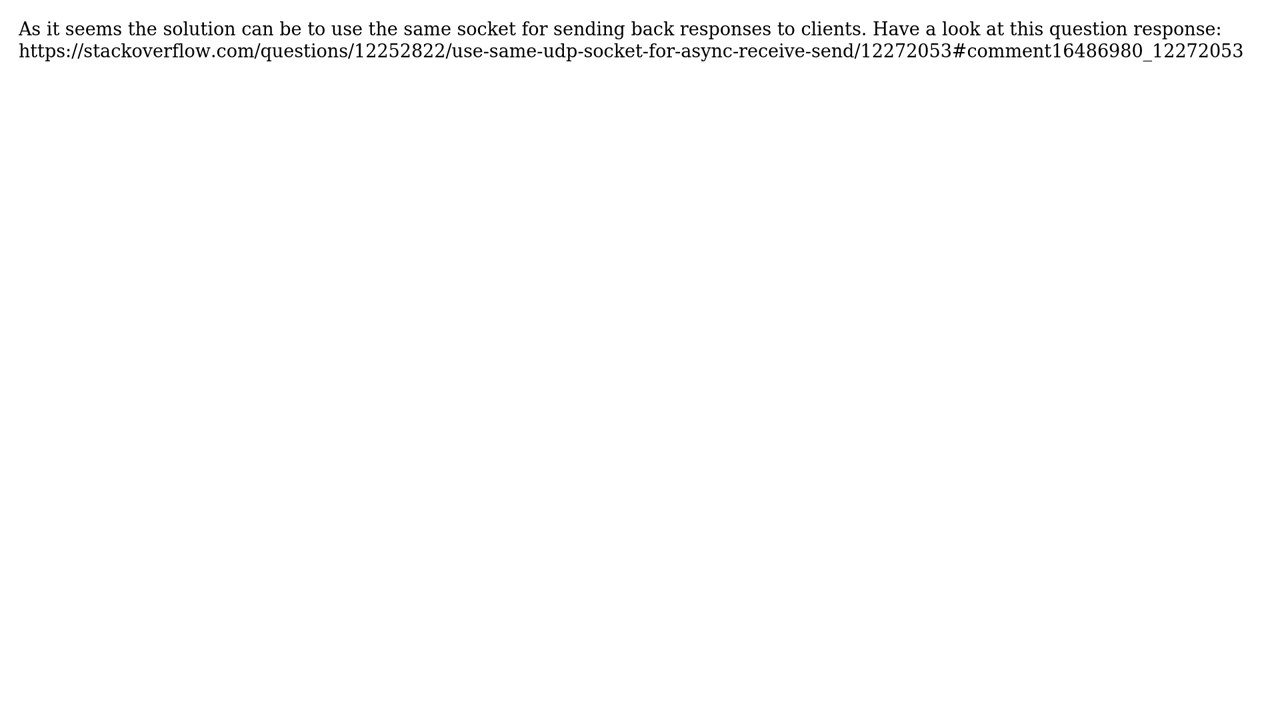 As it seems the solution can be to use the same socket for sending back responses to clients. Have a look at this question response:
https://stackoverflow.com/questions/12252822/use-same-udp-socket-for-async-receive-send/12272053#comment16486980_12272053